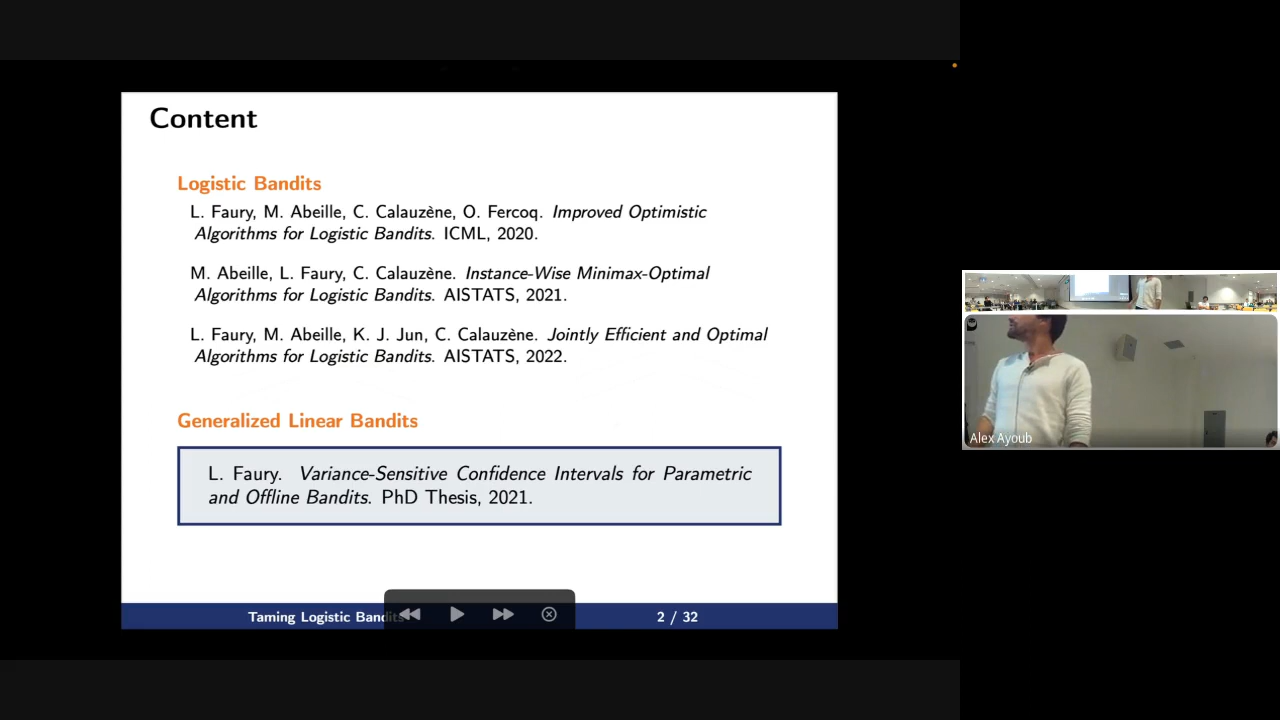 Content
Logistic Bandits
L. Faury, M. Abeille, C. Calauzène, O. Fercoq. Improved Optimistic
Algorithms for Logistic Bandits. ICML, 2020.
M. Abeille, L. Faury, C. Calauzène. Instance-Wise Minimax-Optimal
Algorithms for Logistic Bandits. AISTATS, 2021.
L. Faury, M. Abeille, K. J. Jun, C. Calauzène. Jointly Efficient and Optimal
Algorithms for Logistic Bandits. AISTATS, 2022.
Generalized Linear Bandits
L. Faury. Variance-Sensitive Confidence Intervals for Parametric
and Offline Bandits. PhD Thesis, 2021.
Taming Logistic Bandits 2 / 32
Alex Ayoub